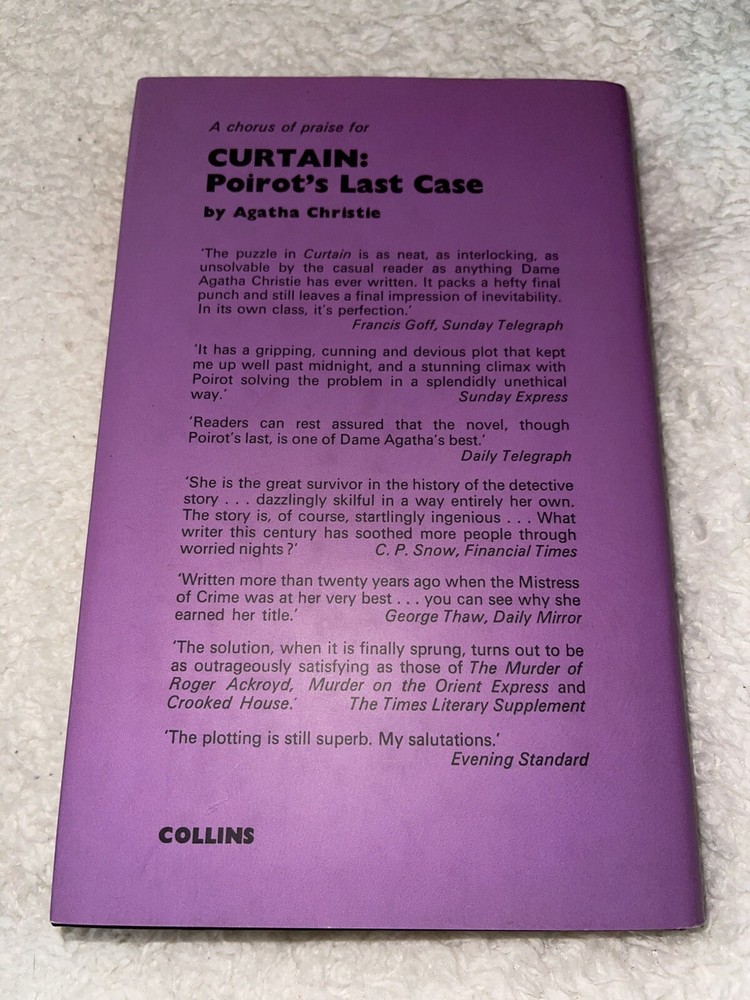 A chorus of praise for
CURTAIN:
Poirot's Last Case
by Agatha Christie
'The puzzle in Curtain is as neat, as interlocking, as
unsolvable by the casual reader as anything Dame
Agatha Christie has ever written. It packs a hefty final
punch and still leaves a final impression of inevitability.
In its own class, it's perfection.'
Francis Goff, Sunday Telegraph
'It has a gripping, cunning and devious plot that kept
me up well past midnight, and a stunning climax with
Poirot solving the problem in a splendidly unethical
way.' Sunday Express
'Readers can rest assured that the novel, though
Poirot's last, is one of Dame Agatha's best.'
Daily Telegraph
'She is the great survivor in the history of the detective
story . . . dazzlingly skilful in a way entirely her own.
The story is, of course, startlingly ingenious . . . What
writer this century has soothed more people through
worried nights?' C. P. Snow, Financial Times
'Written more than twenty years ago when the Mistress
of Crime was at her very best . . . you can see why she
earned her title.' George Thaw, Daily Mirror
'The solution, when it is finally sprung, turns out to be
as outrageously satisfying as those of The Murder of
Roger Ackroyd, Murder on the Orient Express and
Crooked House.' The Times Literary Supplement
'The plotting is still superb. My salutations.'
Evening Standard
COLLINS